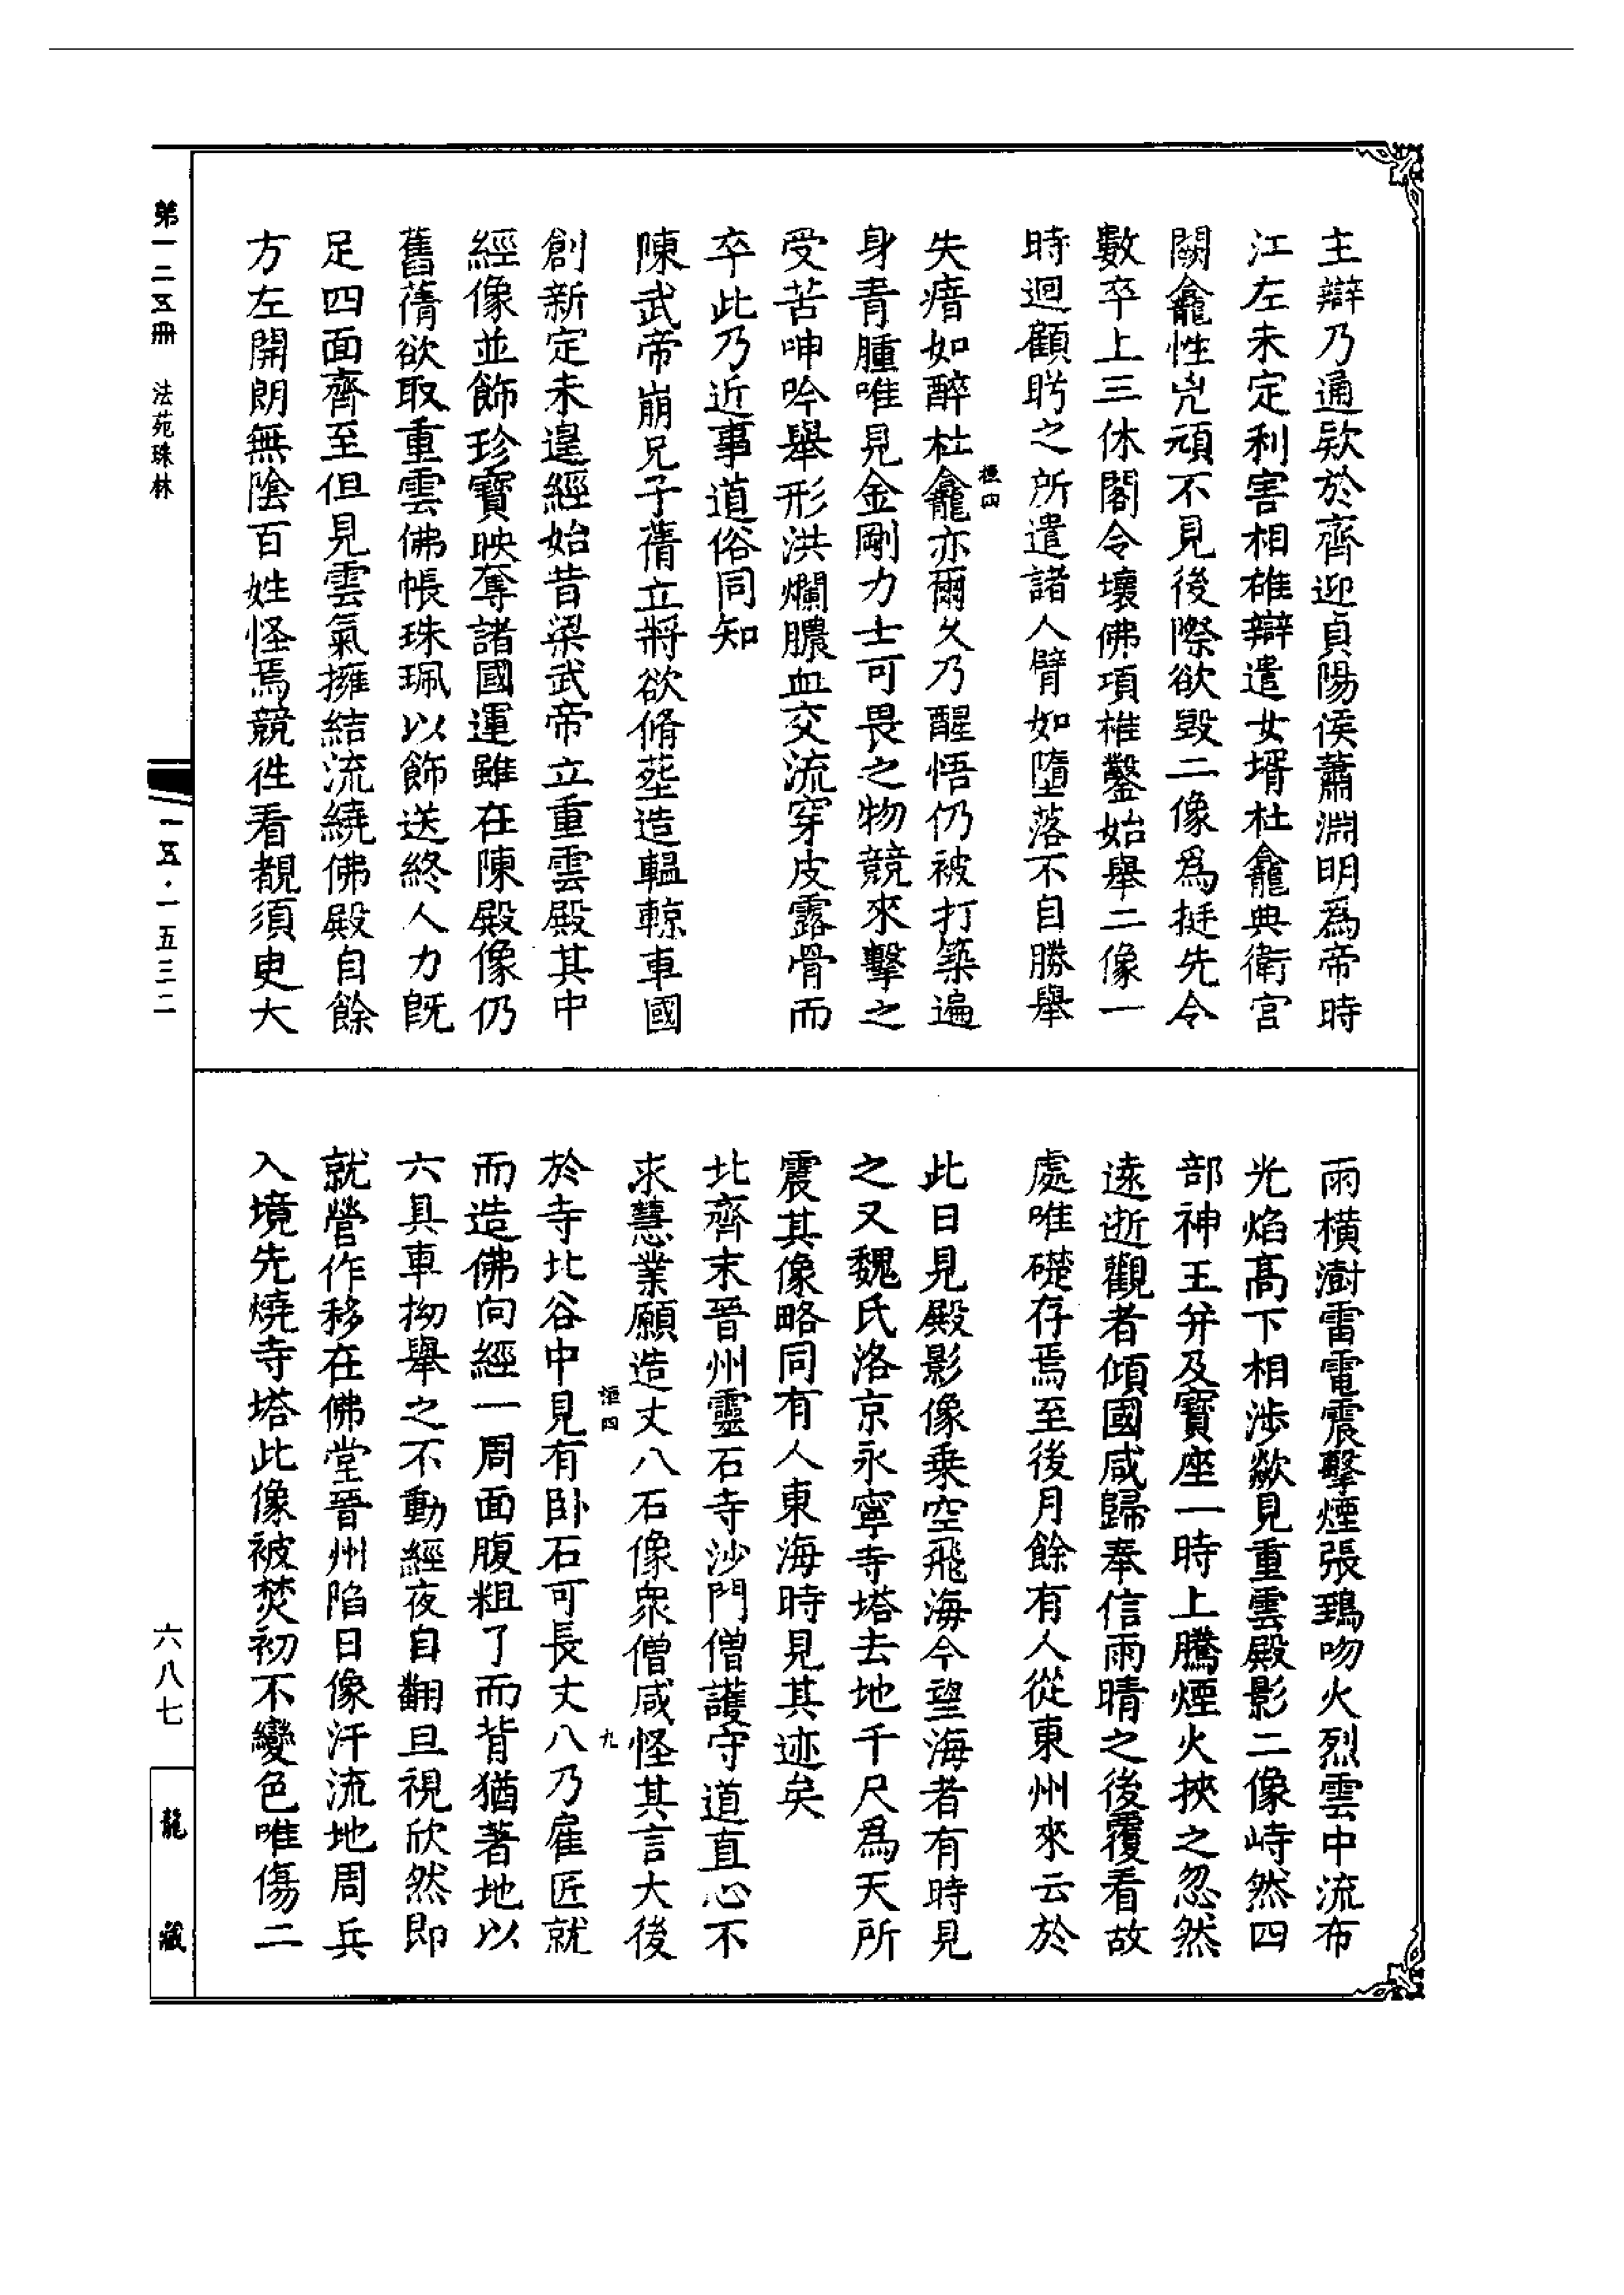 主辯乃通款於齊迎貞陽侯蕭淵明爲帝時
江左未定利害相雄辯遣女壻杜龕典衛宮
闕龕性兇頑不見後際欲毀二像爲挺先令
數卒上三休閣令壞佛項椎鑿始舉二像一
時迴顧眄之所遣諸人臂如墮落不自勝舉
失瘖如醉杜龕亦爾久乃醒悟仍被打築遍
身青腫唯見金剛力士可畏之物競來擊之
受苦呻吟舉形洪爛膿血交流穿皮露骨而
卒此乃近事道俗同知
陳武帝崩兄子蒨立將欲脩葬造轀輬車國
創新定未遑經始昔梁武帝立重雲殿其中
經像並飾珍寶映奪諸國運雖在陳殿像仍
舊蒨欲取重雲佛帳珠珮以飾送終人力旣
足四面齊至但見雲氣擁結流繞佛殿自餘
方左開朗無陰百姓怪焉競徃看覩須臾大
雨橫澍雷電震擊煙張鵄吻火烈雲中流布
光焰高下相涉欻見重雲殿影二像峙然四
部神王并及寶座一時上騰煙火挾之忽然
遠逝觀者傾國咸歸奉信雨晴之後覆看故
處唯礎存焉至後月餘有人從東州來云於
此日見殿影像乗空飛海今望海者有時見
之又魏氏洛京永寧寺塔去地千尺爲天所
震其像略同有人東海時見其迹矣
北齊末晉州靈石寺沙門僧護守道直心不
求慧業願造丈八石像衆僧咸怪其言大後
於寺北谷中見有卧石可長丈八乃雇匠就
而造佛向經一周面腹粗了而背猶著地以
六具車拗舉之不動經夜自翻旦視欣然即
就營作移在佛堂晉州陷日像汗流地周兵
入境先燒寺塔此像被焚初不變色唯傷二
第一二五冊　法苑珠林
一五·一五三二
六八七
龍藏
九